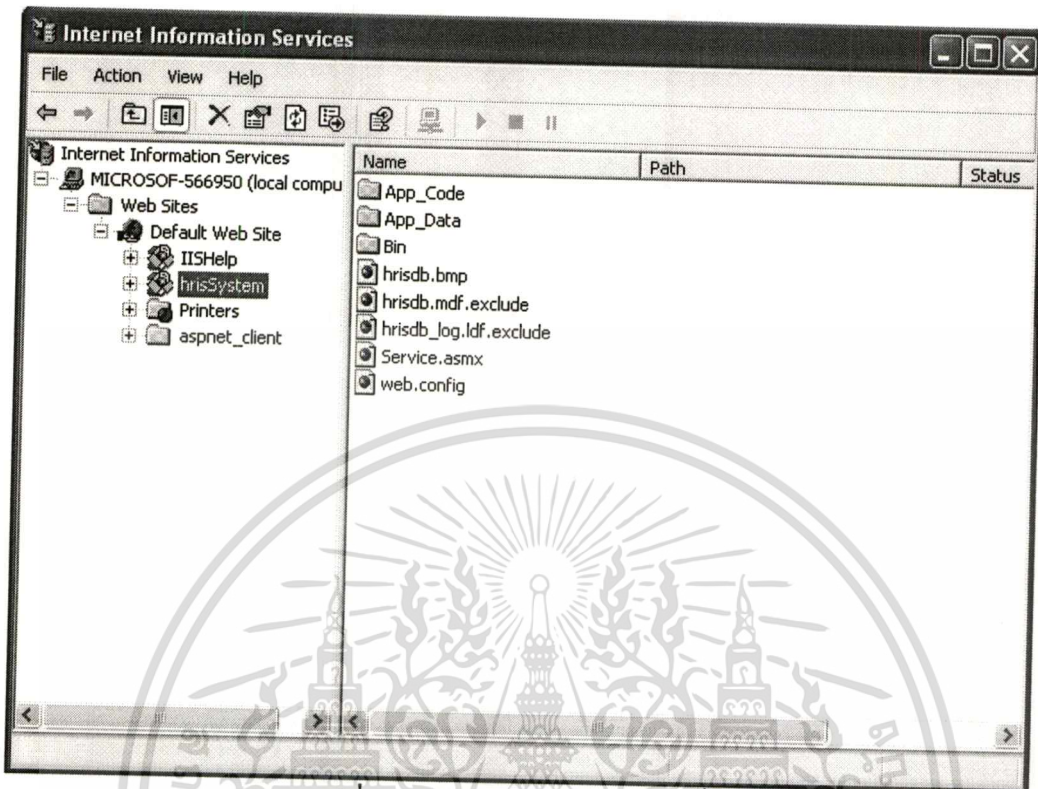 Internet Information Services
File Action View Help
Internet Information Services
MICROSOF-566950 (local compu
Web Sites
Default Web Site
IISHelp
hrisSystem
Printers
aspnet_client
Name Path Status
App_Code
App_Data
Bin
hrisdb.bmp
hrisdb.mdf.exclude
hrisdb_log.ldf.exclude
Service.asmx
web.config